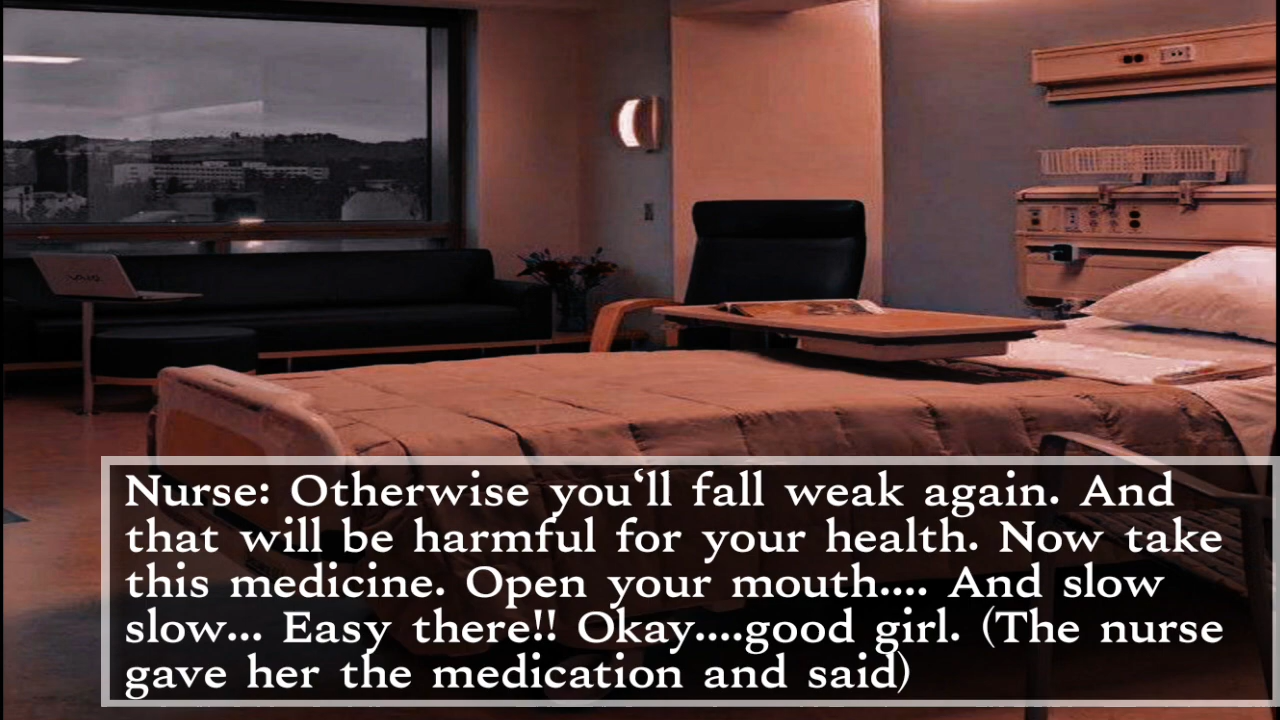 VAIO
Nurse: Otherwise you‘ll fall weak again. And
that will be harmful for your health. Now take
this medicine. Open your mouth.... And slow
slow... Easy there!! Okay....good girl. (The nurse
gave her the medication and said)